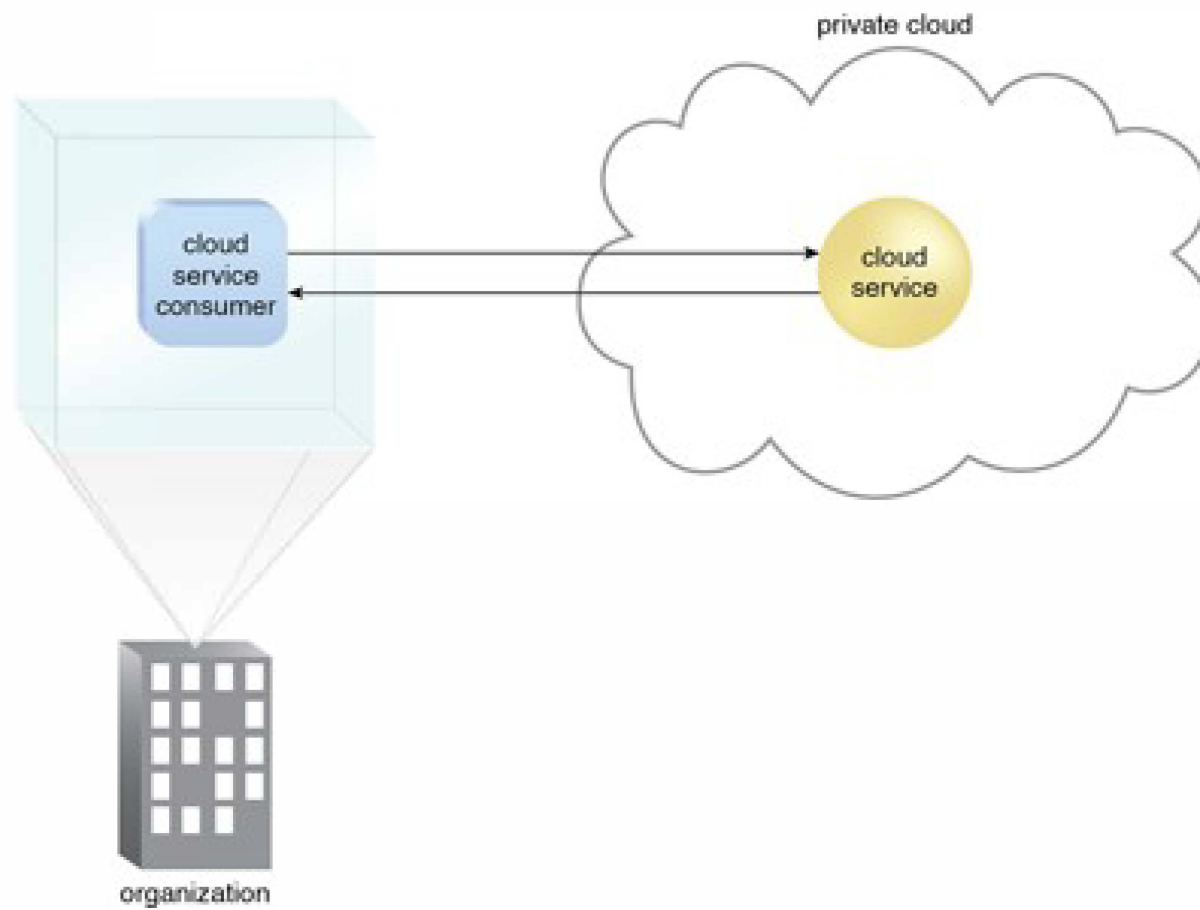 private cloud
cloud
service
consumer
cloud
service
organization